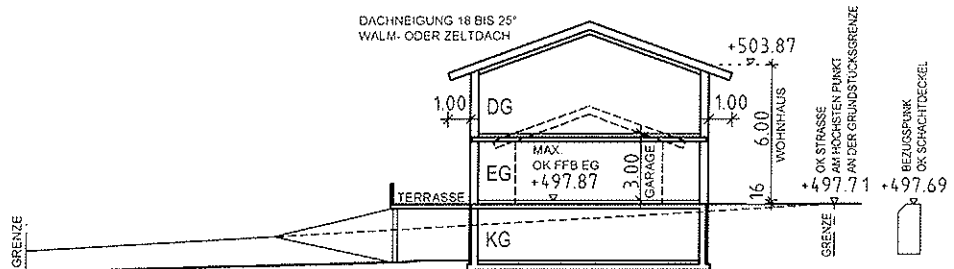 DACHNEIGUNG 18 BIS 25°
WALM- ODER ZELTDACH
+503.87
1.00
DG
1.00
6.00
WOHNHAUS
OK STRASSE
AM HÖCHSTEN PUNKT
AN DER GRUNDSTÜCKSGRENZE
BEZUGSPUNK
OK SCHACHTDECKEL
MAX.
OK FFB EG
+497.87
EG
3.00
GARAGE
16
+497.71
+497.69
TERRASSE
GRENZE
KG
GRENZE